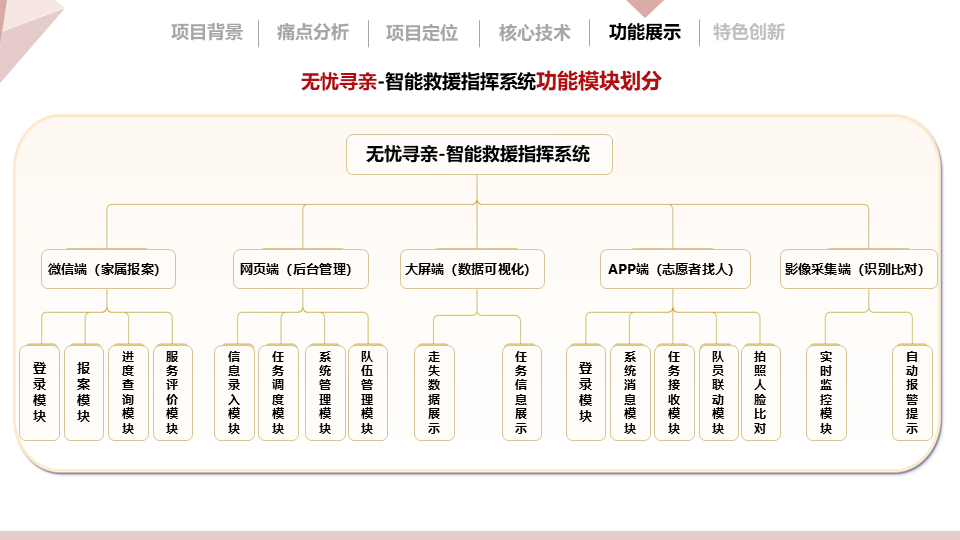 项目背景
痛点分析
项目定位
核心技术
功能展示
特色创新
无忧寻亲-智能救援指挥系统功能模块划分
无忧寻亲-智能救援指挥系统
微信端（家属报案）
网页端（后台管理）
大屏端（数据可视化）
APP端（志愿者找人）
影像采集端（识别比对）
登录模块
报案模块
进度查询模块
服务评价模块
信息录入模块
任务调度模块
系统管理模块
队伍管理模块
走失数据展示
任务信息展示
登录模块
系统消息模块
任务接收模块
队员联动模块
拍照人脸比对
实时监控模块
自动报警提示